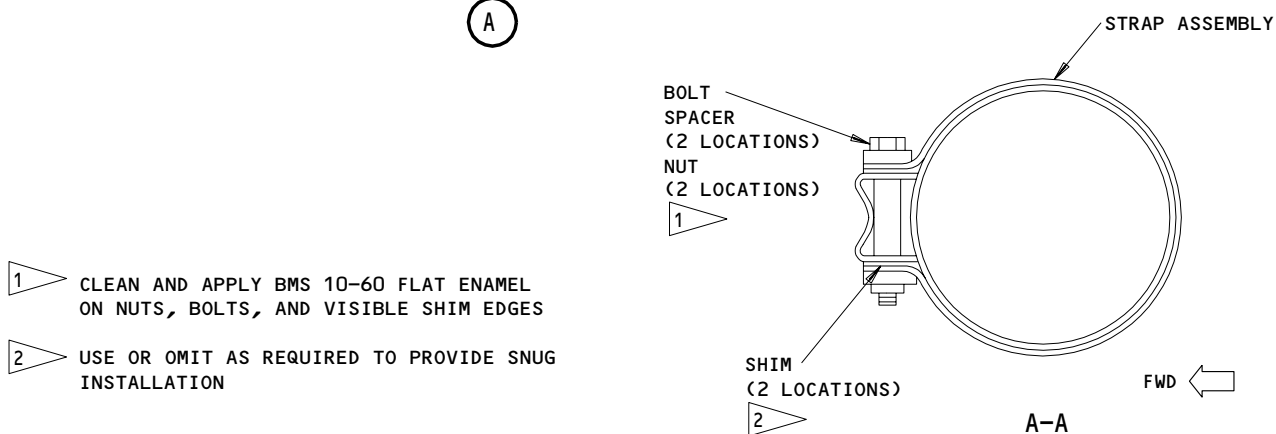 A
STRAP ASSEMBLY
BOLT
SPACER
(2 LOCATIONS)
NUT
(2 LOCATIONS)
1
1 CLEAN AND APPLY BMS 10-60 FLAT ENAMEL
ON NUTS, BOLTS, AND VISIBLE SHIM EDGES
2 USE OR OMIT AS REQUIRED TO PROVIDE SNUG
INSTALLATION
SHIM
(2 LOCATIONS)
2
FWD
A-A